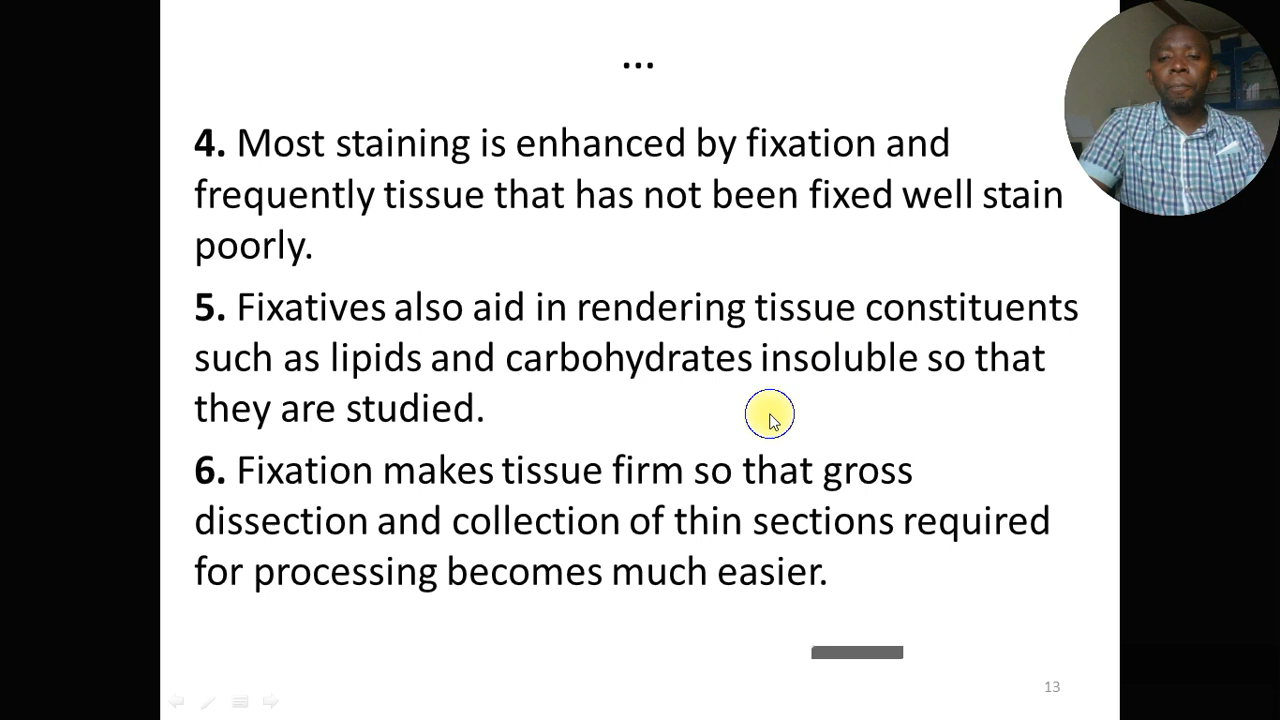 ...
4. Most staining is enhanced by fixation and
frequently tissue that has not been fixed well stain
poorly.
5. Fixatives also aid in rendering tissue constituents
such as lipids and carbohydrates insoluble so that
they are studied.
6. Fixation makes tissue firm so that gross
dissection and collection of thin sections required
for processing becomes much easier.
13